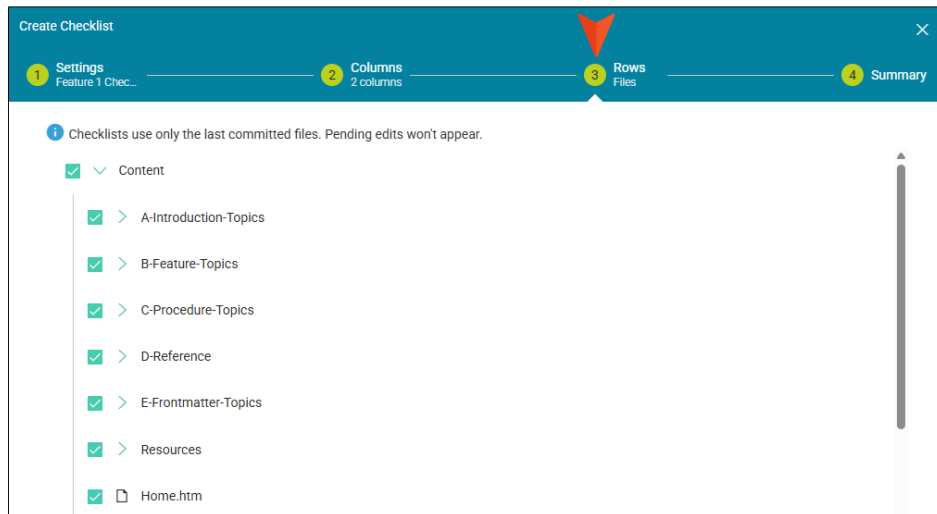 Create Checklist
1 Settings
Feature 1 Chec...
2 Columns
2 columns
3 Rows
Files
4 Summary
i Checklists use only the last committed files. Pending edits won't appear.
Content
A-Introduction-Topics
B-Feature-Topics
C-Procedure-Topics
D-Reference
E-Frontmatter-Topics
Resources
Home.htm